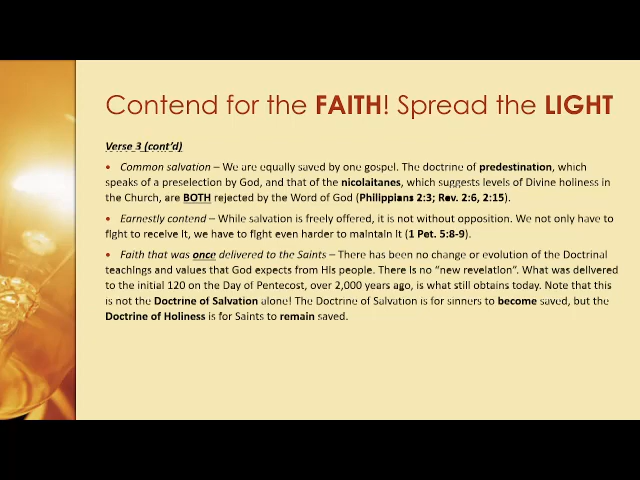 Contend for the FAITH! Spread the LIGHT
Verse 3 (cont'd)
• Common salvation – We are equally saved by one gospel. The doctrine of predestination, which
speaks of a preselection by God, and that of the nicolaitanes, which suggests levels of Divine holiness in
the Church, are BOTH rejected by the Word of God (Philippians 2:3; Rev. 2:6, 2:15).
• Earnestly contend – While salvation is freely offered, it is not without opposition. We not only have to
fight to receive it, we have to fight even harder to maintain it (1 Pet. 5:8-9).
• Faith that was once delivered to the Saints – There has been no change or evolution of the Doctrinal
teachings and values that God expects from His people. There is no "new revelation". What was delivered
to the initial 120 on the Day of Pentecost, over 2,000 years ago, is what still obtains today. Note that this
is not the Doctrine of Salvation alone! The Doctrine of Salvation is for sinners to become saved, but the
Doctrine of Holiness is for Saints to remain saved.